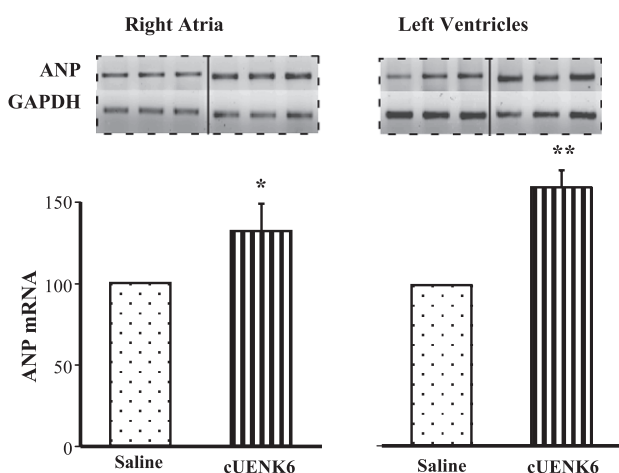 Right Atria Left Ventricles
ANP
GAPDH
** 
*
150
100
50
0
ANP mRNA
Saline cUENK6 Saline cUENK6